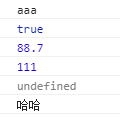 aaa
true
88.7
111
undefined
哈哈